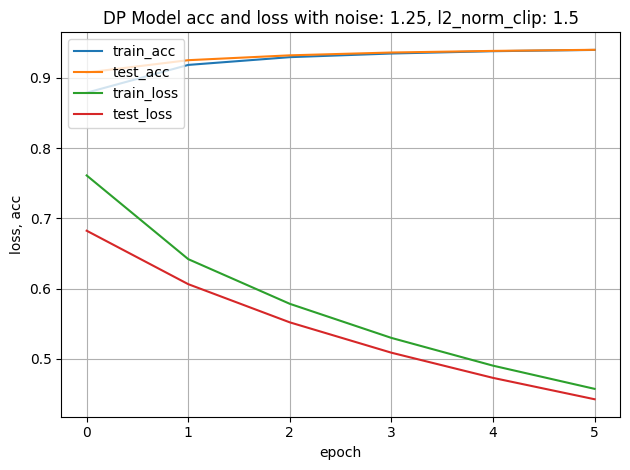 DP Model acc and loss with noise: 1.25, l2_norm_clip: 1.5
train_acc
test_acc
train_loss
test_loss
0.9
0.8
0.7
0.6
0.5
loss, acc
0 1 2 3 4 5
epoch